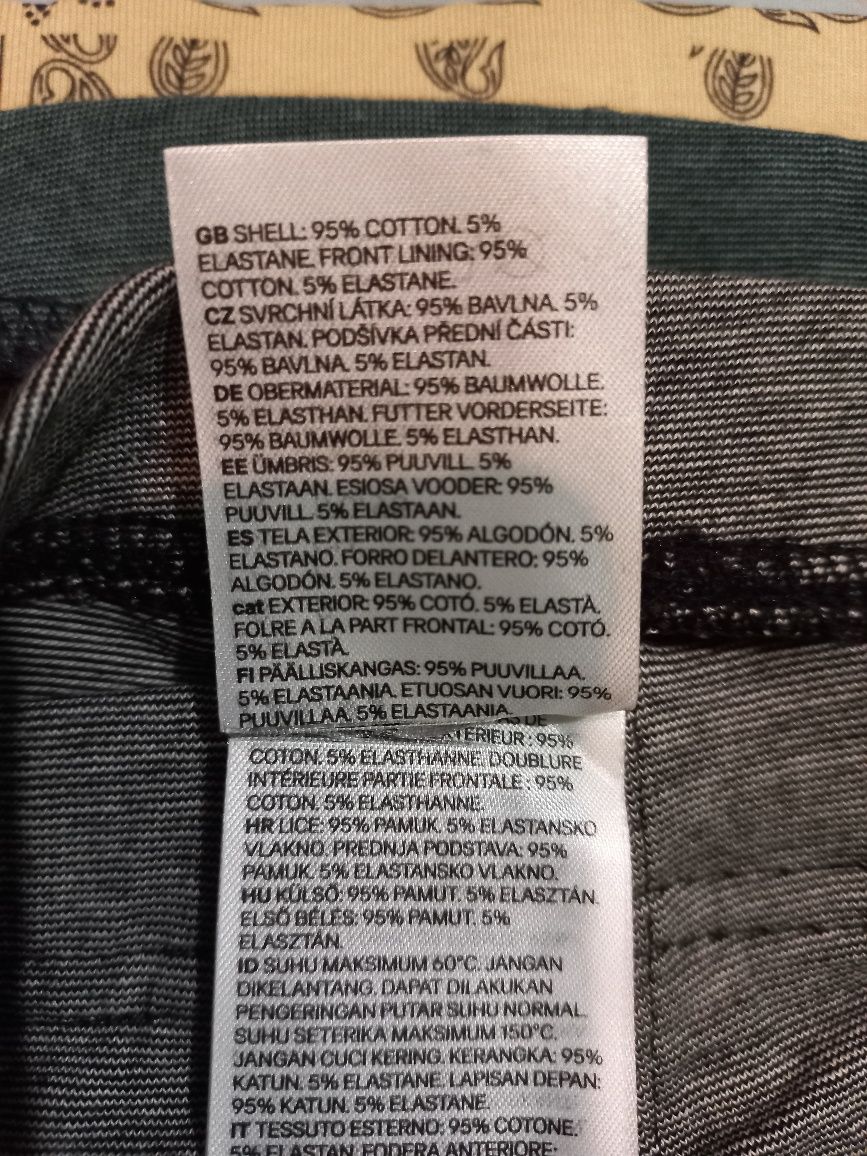 GB SHELL: 95% COTTON. 5%
ELASTANE. FRONT LINING: 95%
COTTON. 5% ELASTANE.
CZ SVRCHNÍ LÁTKA: 95% BAVLNA. 5%
ELASTAN. PODŠÍVKA PŘEDNÍ ČÁSTI:
95% BAVLNA. 5% ELASTAN.
DE OBERMATERIAL: 95% BAUMWOLLE.
5% ELASTHAN. FUTTER VORDERSEITE:
95% BAUMWOLLE. 5% ELASTHAN.
EE ÜMBRIS: 95% PUUVILL. 5%
ELASTAAN. ESIOSA VOODER: 95%
PUUVILL. 5% ELASTAAN.
ES TELA EXTERIOR: 95% ALGODÓN. 5%
ELASTANO. FORRO DELANTERO: 95%
ALGODÓN. 5% ELASTANO.
cat EXTERIOR: 95% COTÓ. 5% ELASTÀ.
FOLRE A LA PART FRONTAL: 95% COTÓ.
5% ELASTÀ.
FI PÄÄLLISKANGAS: 95% PUUVILLAA.
5% ELASTAANIA. ETUOSAN VUORI: 95%
PUUVILLAA. 5% ELASTAANIA.
DE
: 95%
COTON. 5% ELASTHANNE. DOUBLURE
INTÉRIEURE PARTIE FRONTALE : 95%
COTON. 5% ELASTHANNE.
HR LICE: 95% PAMUK. 5% ELASTANSKO
VLAKNO. PREDNJA PODSTAVA: 95%
PAMUK. 5% ELASTANSKO VLAKNO.
HU KÜLSŐ: 95% PAMUT. 5% ELASZTÁN.
ELSŐ BÉLÉS: 95% PAMUT. 5%
ELASZTÁN.
ID SUHU MAKSIMUM 60°C. JANGAN
DIKELANTANG. DAPAT DILAKUKAN
PENGERINGAN PUTAR SUHU NORMAL.
SUHU SETERIKA MAKSIMUM 150°C.
JANGAN CUCI KERING. KERANGKA: 95%
KATUN. 5% ELASTANE. LAPISAN DEPAN:
95% KATUN. 5% ELASTANE.
IT TESSUTO ESTERNO: 95% COTONE.
5% ELASTAN. FODERA ANTERIORE: